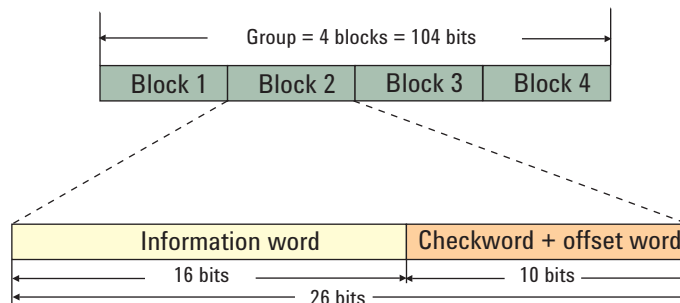 Group = 4 blocks = 104 bits
Block 1 Block 2 Block 3 Block 4
Information word Checkword + offset word
16 bits 10 bits
26 bits